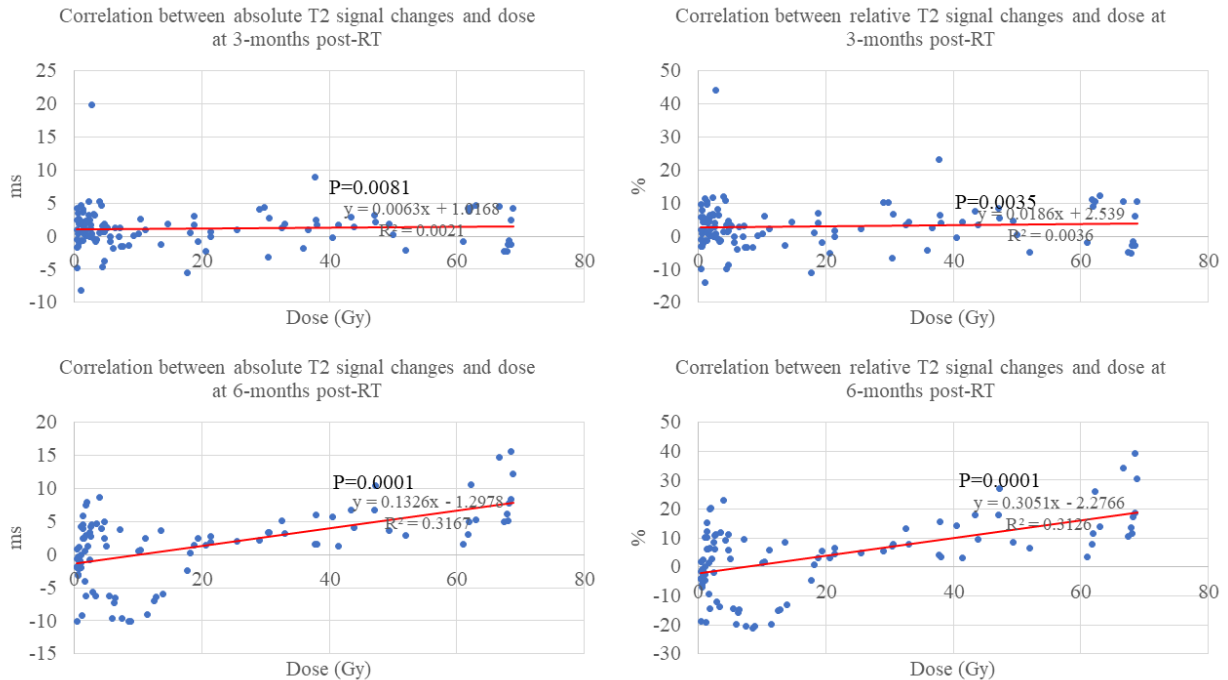 Correlation between absolute T2 signal changes and dose
at 3-months post-RT
25
20
15
10
5
0
-5
-10
ms
0
20
40
60
80
P=0.0081
y = 0.0063x + 1.0168
R² = 0.0021
Dose (Gy)
Correlation between relative T2 signal changes and dose at
3-months post-RT
50
40
30
20
10
0
-10
-20
%
0
20
40
60
80
P=0.0035
y = 0.0186x + 2.539
R² = 0.0036
Dose (Gy)
Correlation between absolute T2 signal changes and dose
at 6-months post-RT
20
15
10
5
0
-5
-10
-15
ms
0
20
40
60
80
P=0.0001
y = 0.1326x - 1.2978
R² = 0.3167
Dose (Gy)
Correlation between relative T2 signal changes and dose at
6-months post-RT
50
40
30
20
10
0
-10
-20
-30
%
0
20
40
60
80
P=0.0001
y = 0.3051x - 2.2766
R² = 0.3126
Dose (Gy)